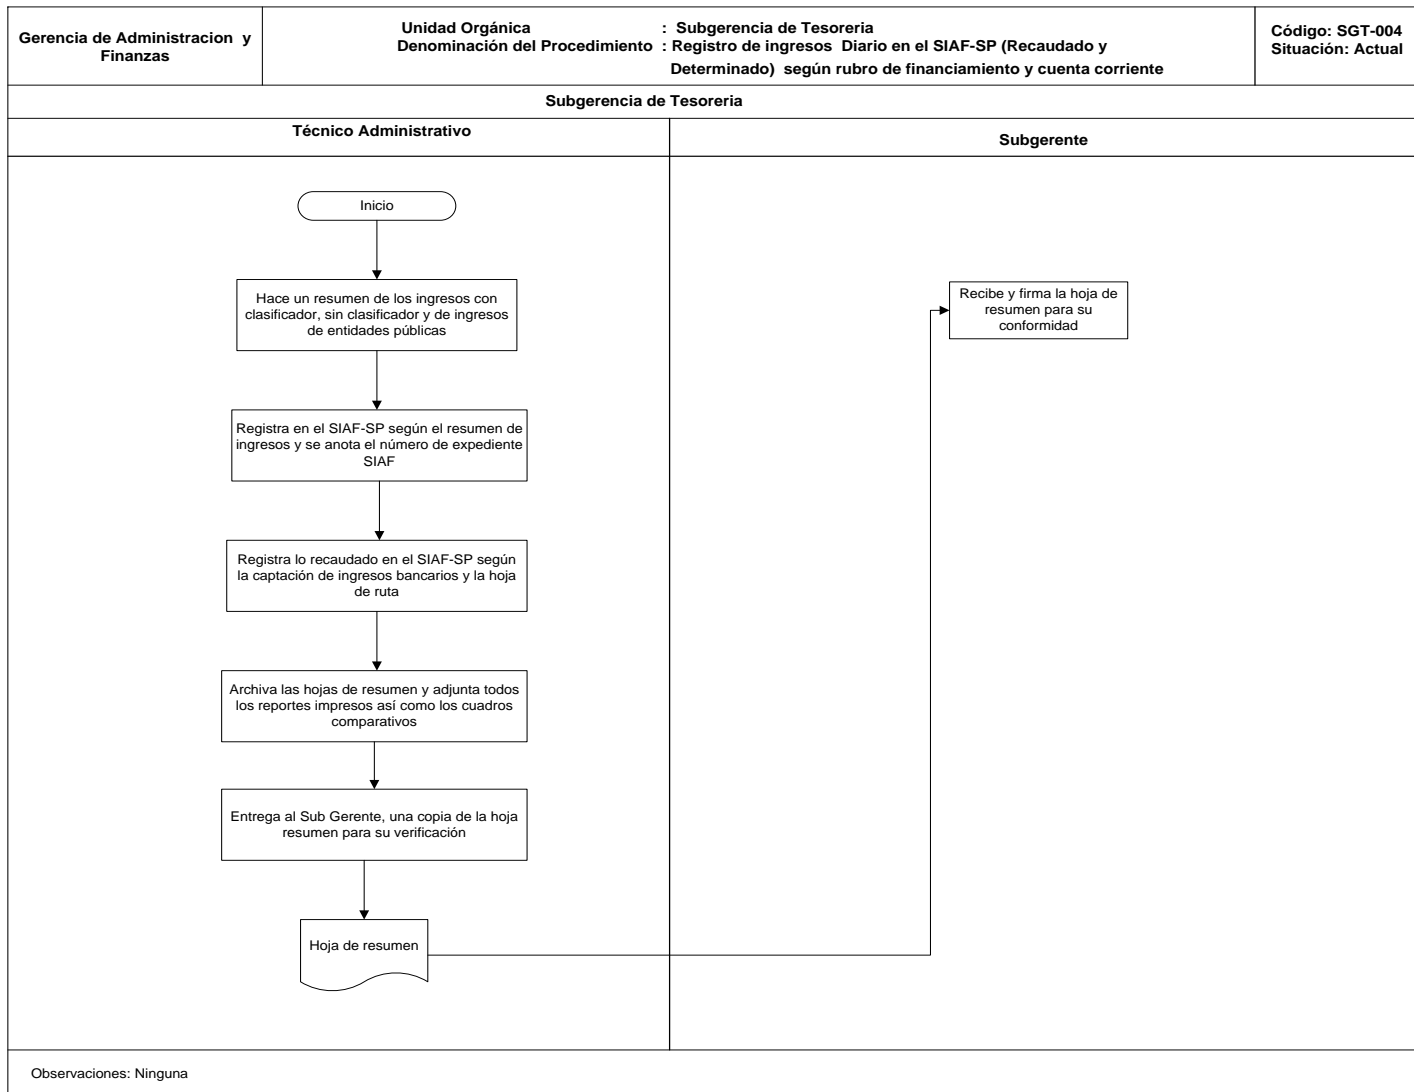 Gerencia de Administracion y
Finanzas
Unidad Orgánica : Subgerencia de Tesoreria
Denominación del Procedimiento : Registro de ingresos Diario en el SIAF-SP (Recaudado y
Determinado) según rubro de financiamiento y cuenta corriente
Código: SGT-004
Situación: Actual
Subgerencia de Tesoreria
Técnico Administrativo
Subgerente
Inicio
Hace un resumen de los ingresos con
clasificador, sin clasificador y de ingresos
de entidades públicas
Recibe y firma la hoja de
resumen para su
conformidad
Registra en el SIAF-SP según el resumen de
ingresos y se anota el número de expediente
SIAF
Registra lo recaudado en el SIAF-SP según
la captación de ingresos bancarios y la hoja
de ruta
Archiva las hojas de resumen y adjunta todos
los reportes impresos así como los cuadros
comparativos
Entrega al Sub Gerente, una copia de la hoja
resumen para su verificación
Hoja de resumen
Observaciones: Ninguna